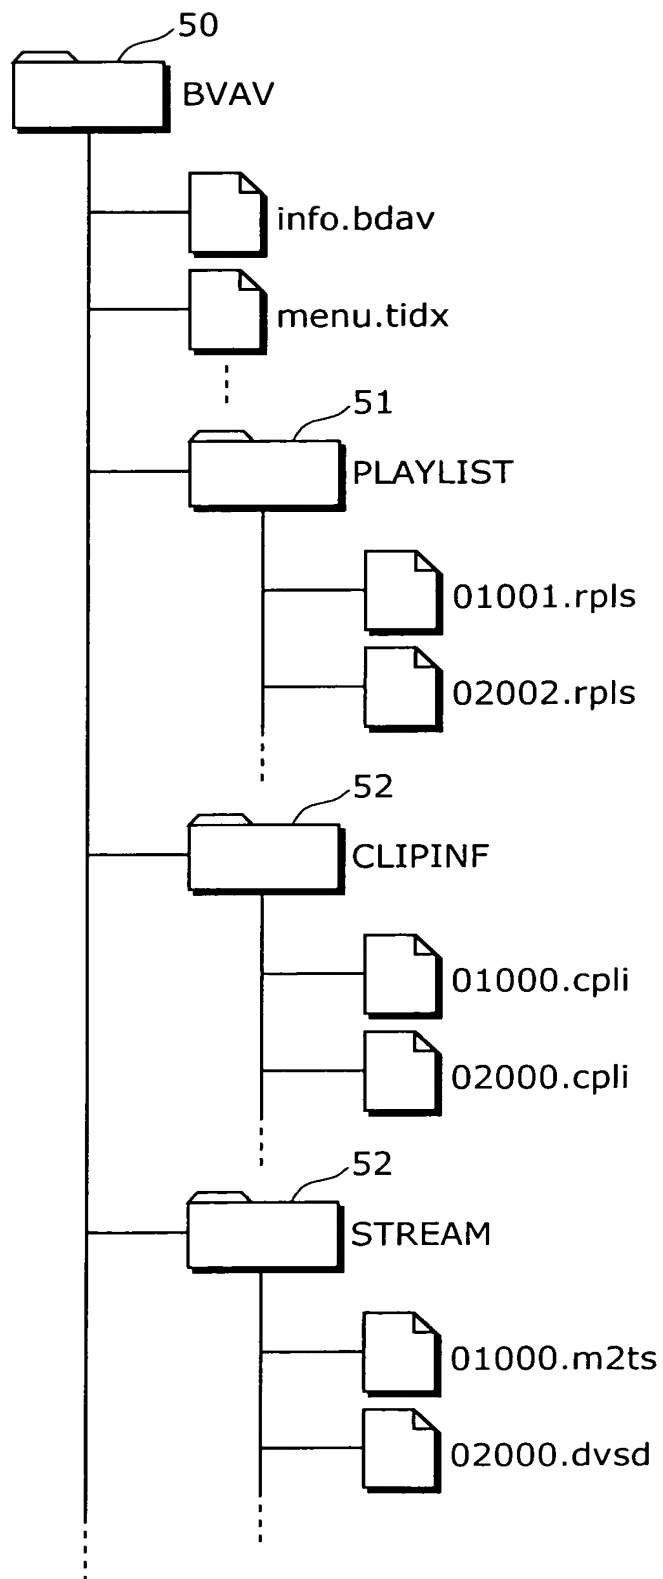 50
BVAV
info.bdav
menu.tidx
51
PLAYLIST
01001.rpls
02002.rpls
52
CLIPINF
01000.cpli
02000.cpli
52
STREAM
01000.m2ts
02000.dvsd